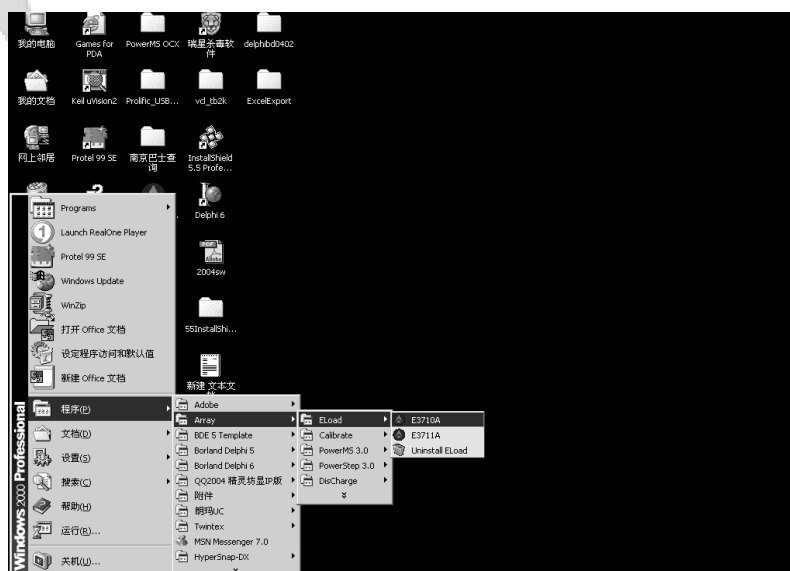 我的电脑
Games for PDA
PowerMS OCX
瑞星杀毒软件
delphibd0402
我的文档
Keil uVision2
Prolific_USB...
vcl_tb2k
ExcelExport
网上邻居
Protel 99 SE
南京巴士查询
InstallShield 5.5 Profe...
Delphi 6
2004sw
55InstallShi...
新建 文本文
Programs
Launch RealOne Player
Protel 99 SE
Windows Update
WinZip
打开 Office 文档
设定程序访问和默认值
新建 Office 文档
程序(P)
文档(D)
设置(S)
搜索(C)
帮助(H)
运行(R)...
关机(U)...
Windows 2000 Professional
Adobe
Array
BDE 5 Template
Borland Delphi 5
Borland Delphi 6
QQ2004 精灵坊显IP版
附件
朗玛UC
Twintex
MSN Messenger 7.0
HyperSnap-DX
ELoad
Calibrate
PowerMS 3.0
PowerStep 3.0
DisCharge
E3710A
E3711A
Uninstall ELoad